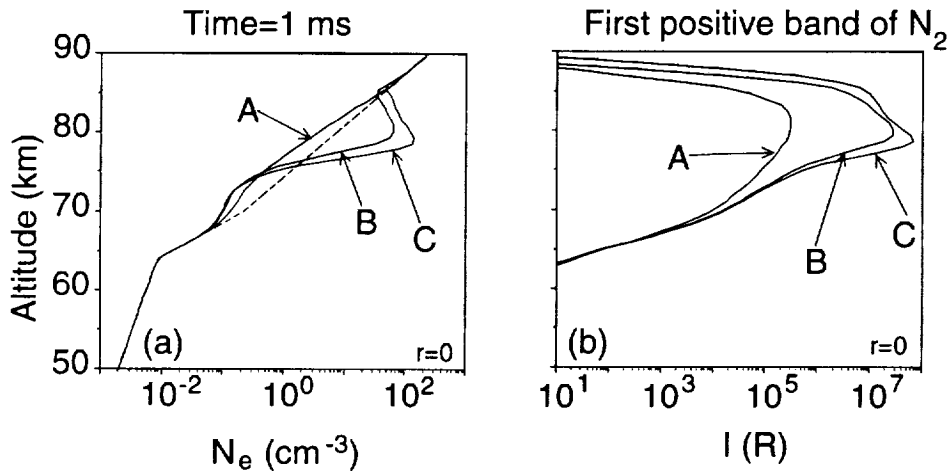 Time=1 ms
First positive band of N₂
Altitude (km)
90
80
70
60
50
A
B
C
(a)
r=0
10⁻²
10⁰
10²
Nₑ (cm⁻³)
A
B
C
(b)
r=0
10¹
10³
10⁵
10⁷
I (R)